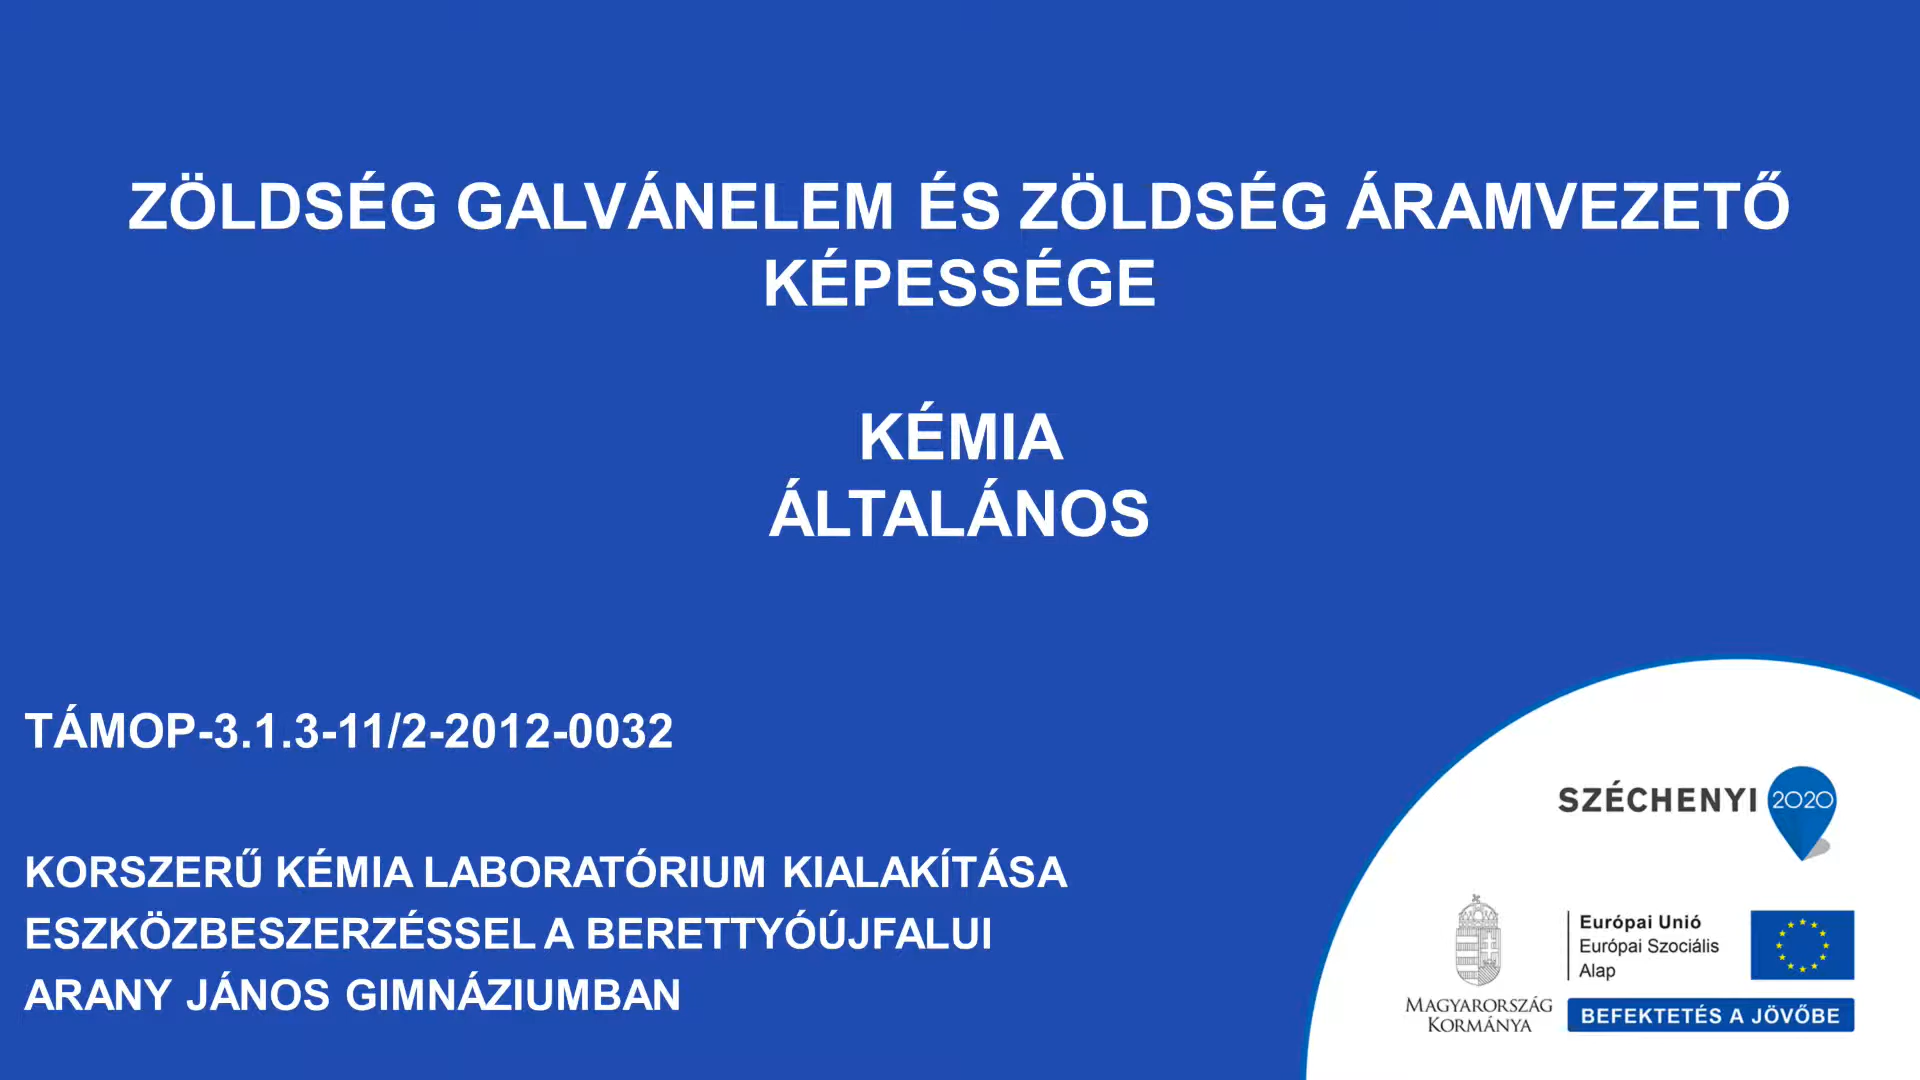 ZÖLDSÉG GALVÁNELEM ÉS ZÖLDSÉG ÁRAMVEZETŐ
KÉPESSÉGE
KÉMIA
ÁLTALÁNOS
TÁMOP-3.1.3-11/2-2012-0032
KORSZERŰ KÉMIA LABORATÓRIUM KIALAKÍTÁSA
ESZKÖZBESZERZÉSSEL A BERETTYÓÚJFALUI
ARANY JÁNOS GIMNÁZIUMBAN
SZÉCHENYI 2020
MAGYARORSZÁG
KORMÁNYA
Európai Unió
Európai Szociális
Alap
BEFEKTETÉS A JÖVŐBE